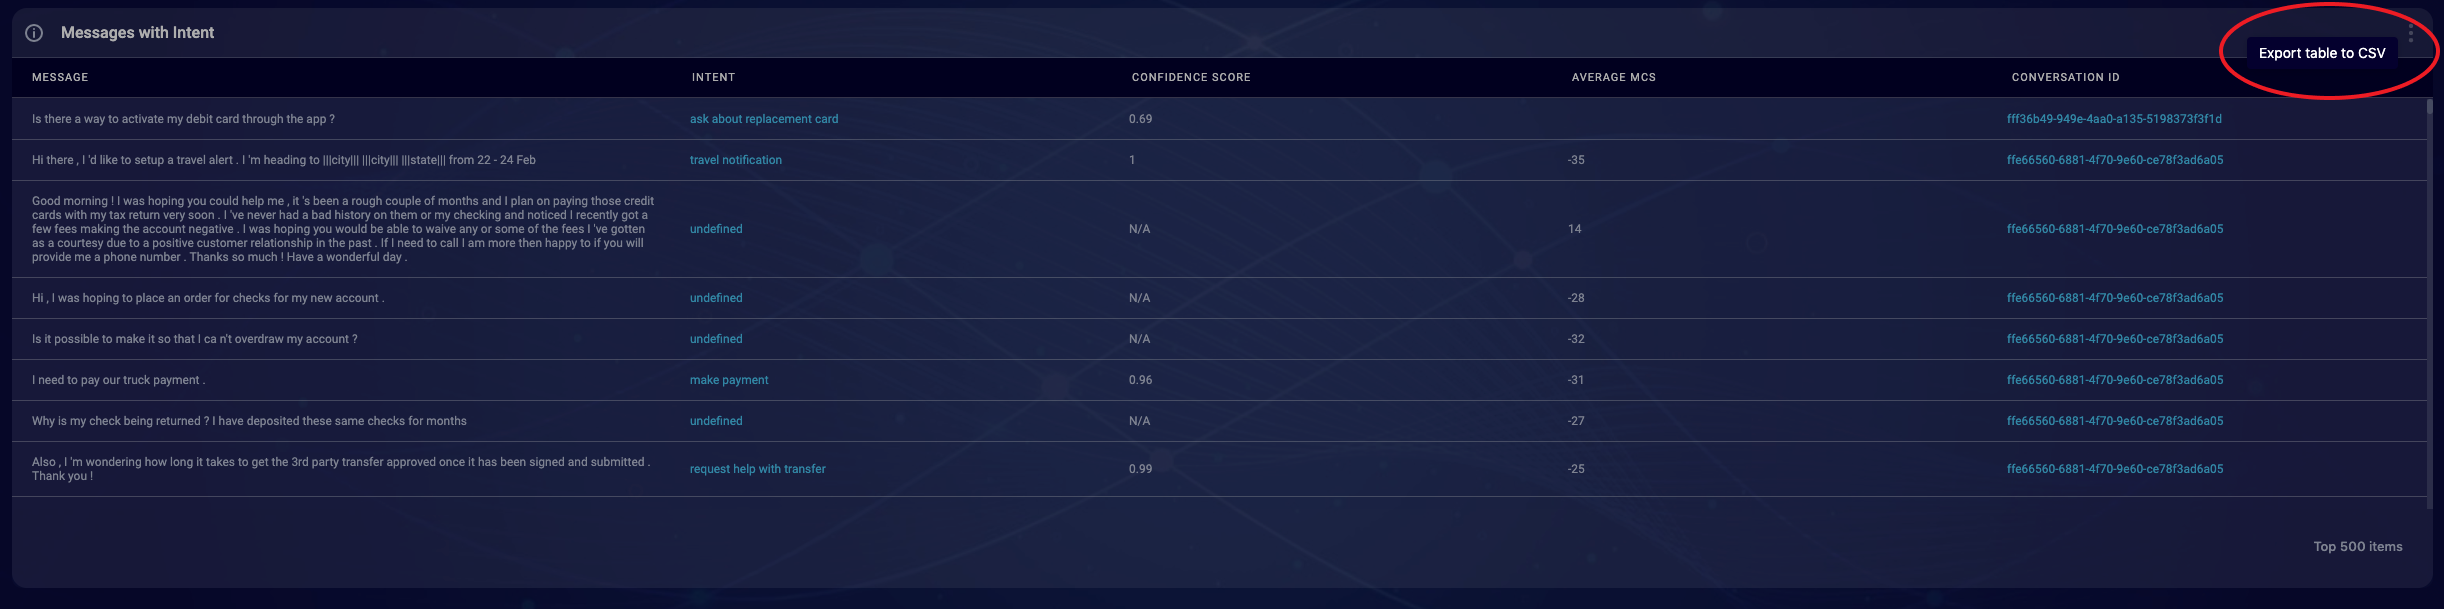 Messages with Intent
Export table to CSV
MESSAGE INTENT CONFIDENCE SCORE AVERAGE MCS CONVERSATION ID
Is there a way to activate my debit card through the app ? ask about replacement card 0.69 fff36b49-949e-4aa0-a135-5198373f3f1d
Hi there , I 'd like to setup a travel alert . I 'm heading to |||city||| |||city||| |||state||| from 22 - 24 Feb travel notification 1 -35 ffe66560-6881-4f70-9e60-ce78f3ad6a05
Good morning ! I was hoping you could help me , it 's been a rough couple of months and I plan on paying those credit
cards with my tax return very soon . I 've never had a bad history on them or my checking and noticed I recently got a
few fees making the account negative . I was hoping you would be able to waive any or some of the fees I 've gotten
as a courtesy due to a positive customer relationship in the past . If I need to call I am more then happy to if you will
provide me a phone number . Thanks so much ! Have a wonderful day .
undefined N/A 14 ffe66560-6881-4f70-9e60-ce78f3ad6a05
Hi , I was hoping to place an order for checks for my new account . undefined N/A -28 ffe66560-6881-4f70-9e60-ce78f3ad6a05
Is it possible to make it so that I ca n't overdraw my account ? undefined N/A -32 ffe66560-6881-4f70-9e60-ce78f3ad6a05
I need to pay our truck payment . make payment 0.96 -31 ffe66560-6881-4f70-9e60-ce78f3ad6a05
Why is my check being returned ? I have deposited these same checks for months undefined N/A -27 ffe66560-6881-4f70-9e60-ce78f3ad6a05
Also , I 'm wondering how long it takes to get the 3rd party transfer approved once it has been signed and submitted .
Thank you !
request help with transfer 0.99 -25 ffe66560-6881-4f70-9e60-ce78f3ad6a05
Top 500 items